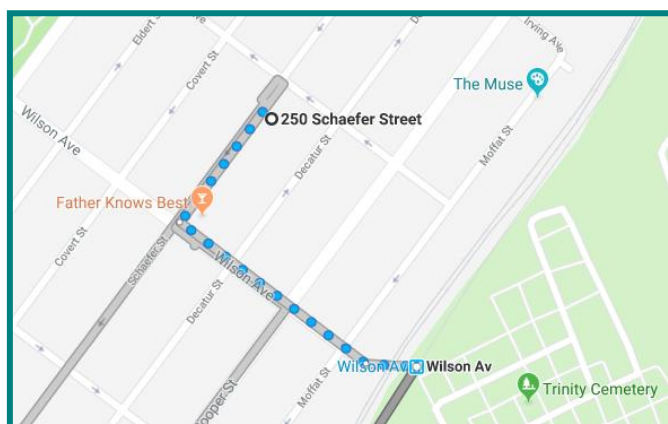 Irving Ave
Eldert St
Covert St
The Muse
Wilson Ave
250 Schaefer Street
Decatur St
Moffat St
Father Knows Best
Covert St
Schaefer St
Wilson Ave
Decatur St
Wilson Av
Wilson Av
Moffat St
ooper St
Trinity Cemetery